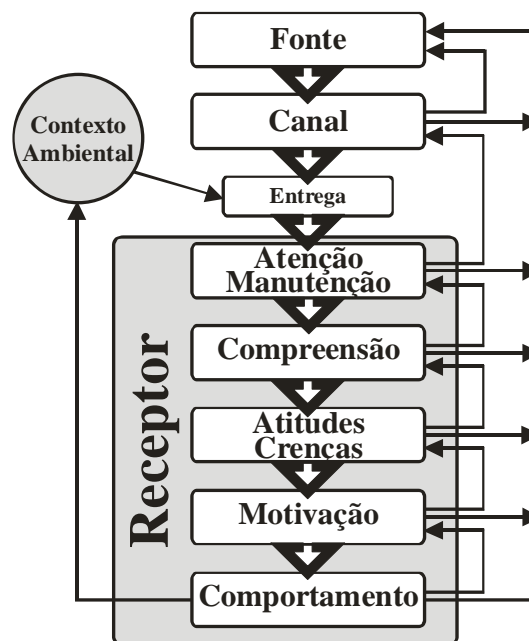 Fonte
Canal
Contexto
Ambiental
Entrega
Atenção
Manutenção
Compreensão
Atitudes
Crenças
Motivação
Comportamento
Receptor